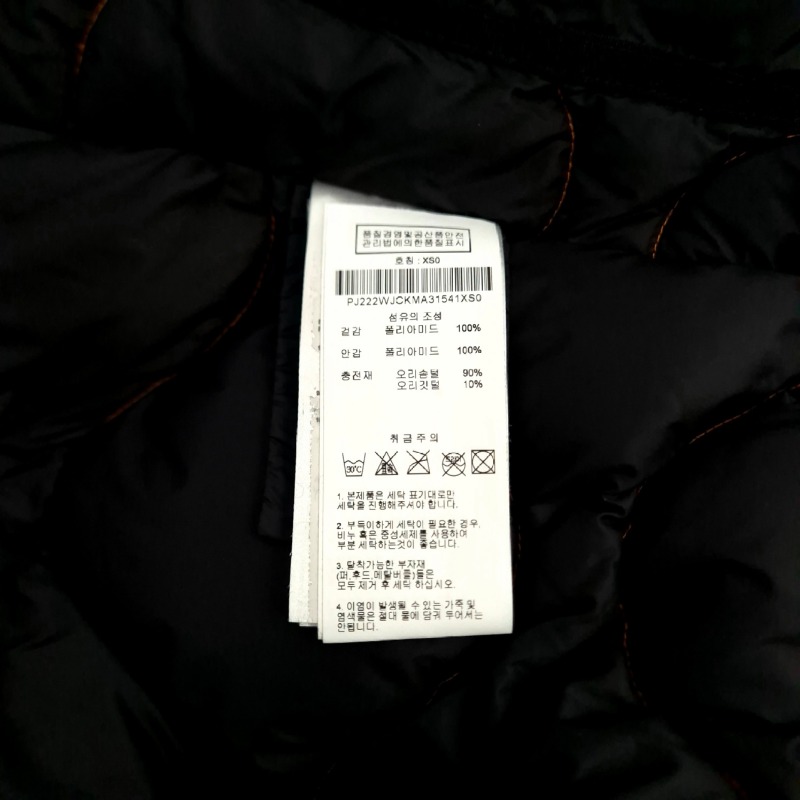 품질경영및공산품안전
관리법에의한품질표시
호칭 : XS0
PJ222WJCKMA31541XS0
섬유의 조성
겉감 폴리아미드 100%
안감 폴리아미드 100%
충전재 오리솜털 90%
오리깃털 10%
취급주의
30°C
1. 본제품은 세탁 표기대로만
세탁을 진행해주셔야 합니다.
2. 부득이하게 세탁이 필요한 경우,
비누 혹은 중성세제를 사용하여
부분 세탁하는것이 좋습니다.
3. 탈착가능한 부자재
(퍼,후드,메탈버클)들은
모두 제거 후 세탁 하십시오.
4. 이염이 발생될 수 있는 가죽 및
염색물은 절대 물에 담궈 두어서는
안됩니다.